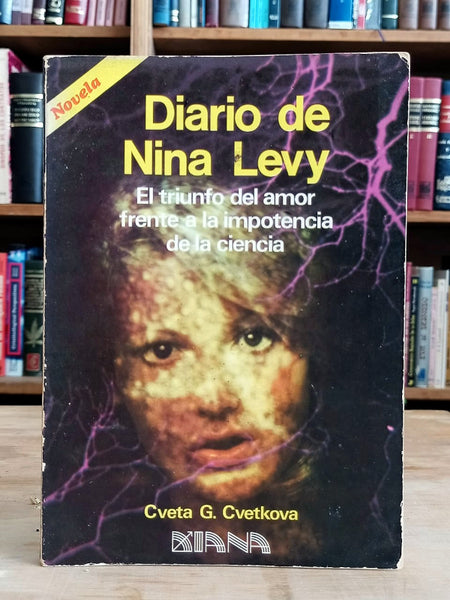 Novela
Diario de
Nina Levy
El triunfo del amor
frente a la impotencia
de la ciencia
Cveta G. Cvetkova
DIANA